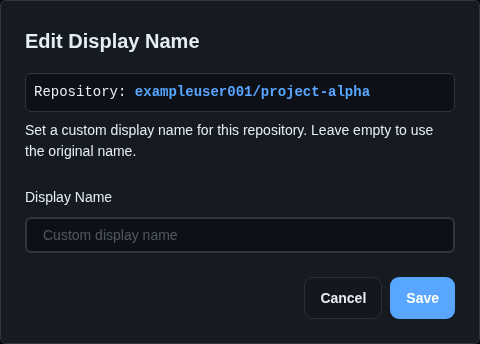 Edit Display Name
Repository: exampleuser001/project-alpha
Set a custom display name for this repository. Leave empty to use
the original name.
Display Name
Custom display name
Cancel Save